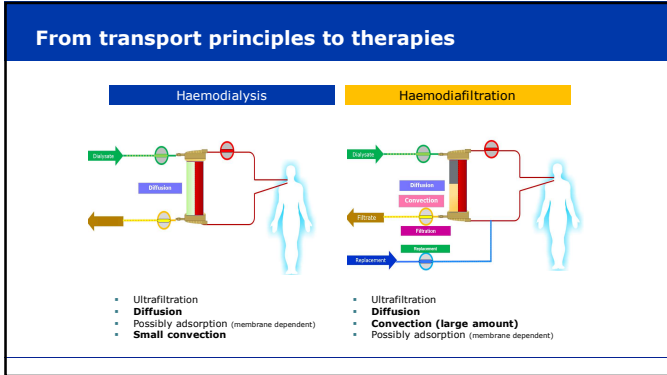 From transport principles to therapies
Haemodialysis
Dialysate
Diffusion
▪ Ultrafiltration
▪ Diffusion
▪ Possibly adsorption (membrane dependent)
▪ Small convection
Haemodiafiltration
Dialysate
Diffusion
Convection
Filtrate
Filtration
Replacement
Replacement
▪ Ultrafiltration
▪ Diffusion
▪ Convection (large amount)
▪ Possibly adsorption (membrane dependent)